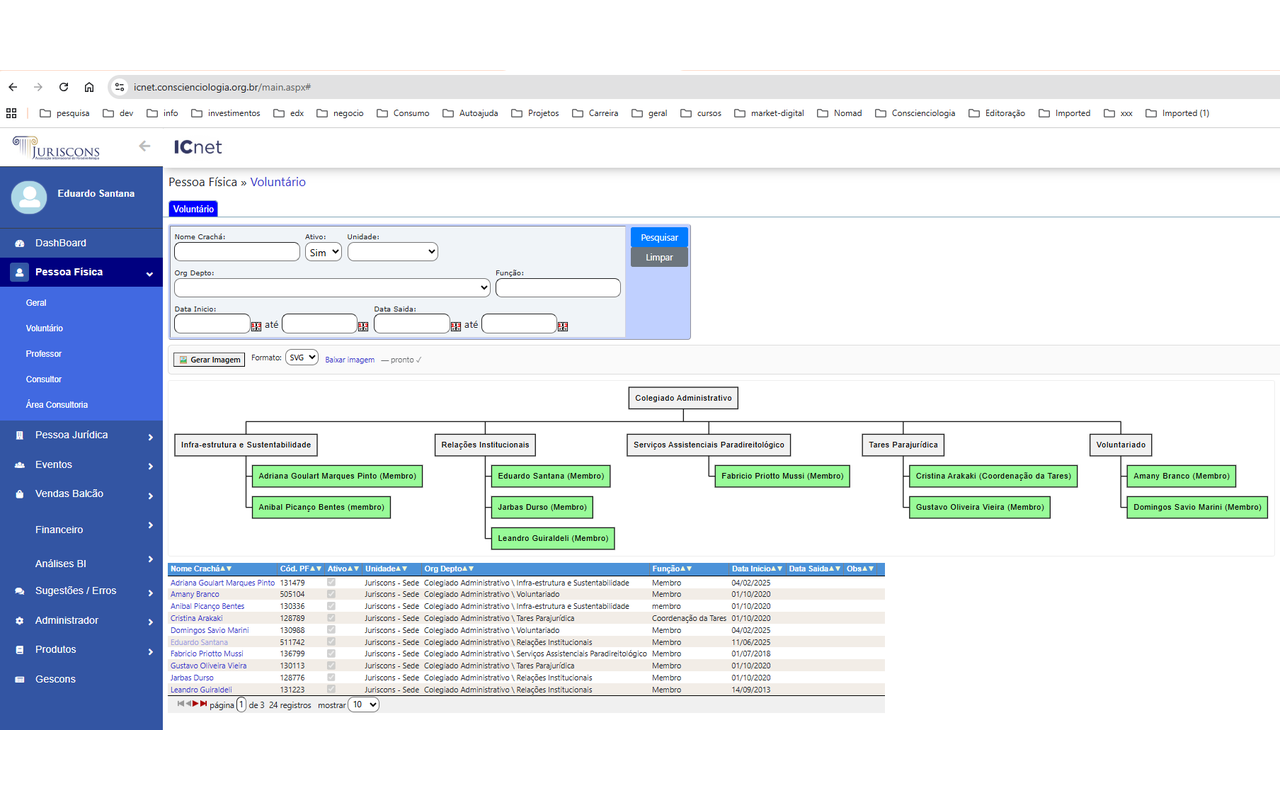 icnet.conscienciologia.org.br/main.aspx#
pesquisa dev info investimentos edx negocio Consumo Autoajuda Projetos Carreira geral cursos market-digital Nomad Conscienciologia Editoração Imported xxx Imported (1)
JURISCONS
ICnet
Eduardo Santana
DashBoard
Pessoa Física
Geral
Voluntário
Professor
Consultor
Área Consultoria
Pessoa Jurídica
Eventos
Vendas Balcão
Financeiro
Análises BI
Sugestões / Erros
Administrador
Produtos
Gescons
Pessoa Física » Voluntário
Voluntário
Nome Crachá: Ativo: Unidade:
Sim
Pesquisar
Limpar
Org Depto: Função:
Data Inicio: Data Saida:
até até
Gerar Imagem Formato: SVG Baixar imagem — pronto ✓
Colegiado Administrativo
Infra-estrutura e Sustentabilidade Relações Institucionais Serviços Assistenciais Paradireitológico Tares Parajurídica Voluntariado
Adriana Goulart Marques Pinto (Membro) Eduardo Santana (Membro) Fabrício Priotto Mussi (Membro) Cristina Arakaki (Coordenação da Tares) Amany Branco (Membro)
Anibal Picanço Bentes (membro) Jarbas Durso (Membro) Gustavo Oliveira Vieira (Membro) Domingos Savio Marini (Membro)
Leandro Guiraldeli (Membro)
Nome Crachá▲▼ Cód. PF▲▼ Ativo▲▼ Unidade▲▼ Org Depto▲▼ Função▲▼ Data Inicio▲▼ Data Saida▲▼ Obs▲▼
Adriana Goulart Marques Pinto 131479 Juriscons - Sede Colegiado Administrativo \ Infra-estrutura e Sustentabilidade Membro 04/02/2025
Amany Branco 505104 Juriscons - Sede Colegiado Administrativo \ Voluntariado Membro 01/10/2020
Anibal Picanço Bentes 130336 Juriscons - Sede Colegiado Administrativo \ Infra-estrutura e Sustentabilidade membro 01/10/2020
Cristina Arakaki 128789 Juriscons - Sede Colegiado Administrativo \ Tares Parajurídica Coordenação da Tares 01/10/2020
Domingos Savio Marini 130988 Juriscons - Sede Colegiado Administrativo \ Voluntariado Membro 04/02/2025
Eduardo Santana 511742 Juriscons - Sede Colegiado Administrativo \ Relações Institucionais Membro 11/06/2025
Fabrício Priotto Mussi 136799 Juriscons - Sede Colegiado Administrativo \ Serviços Assistenciais Paradireitológico Membro 01/07/2018
Gustavo Oliveira Vieira 130113 Juriscons - Sede Colegiado Administrativo \ Tares Parajurídica Membro 01/10/2020
Jarbas Durso 128776 Juriscons - Sede Colegiado Administrativo \ Relações Institucionais Membro 01/10/2020
Leandro Guiraldeli 131223 Juriscons - Sede Colegiado Administrativo \ Relações Institucionais Membro 14/09/2013
página 1 de 3 24 registros mostrar 10